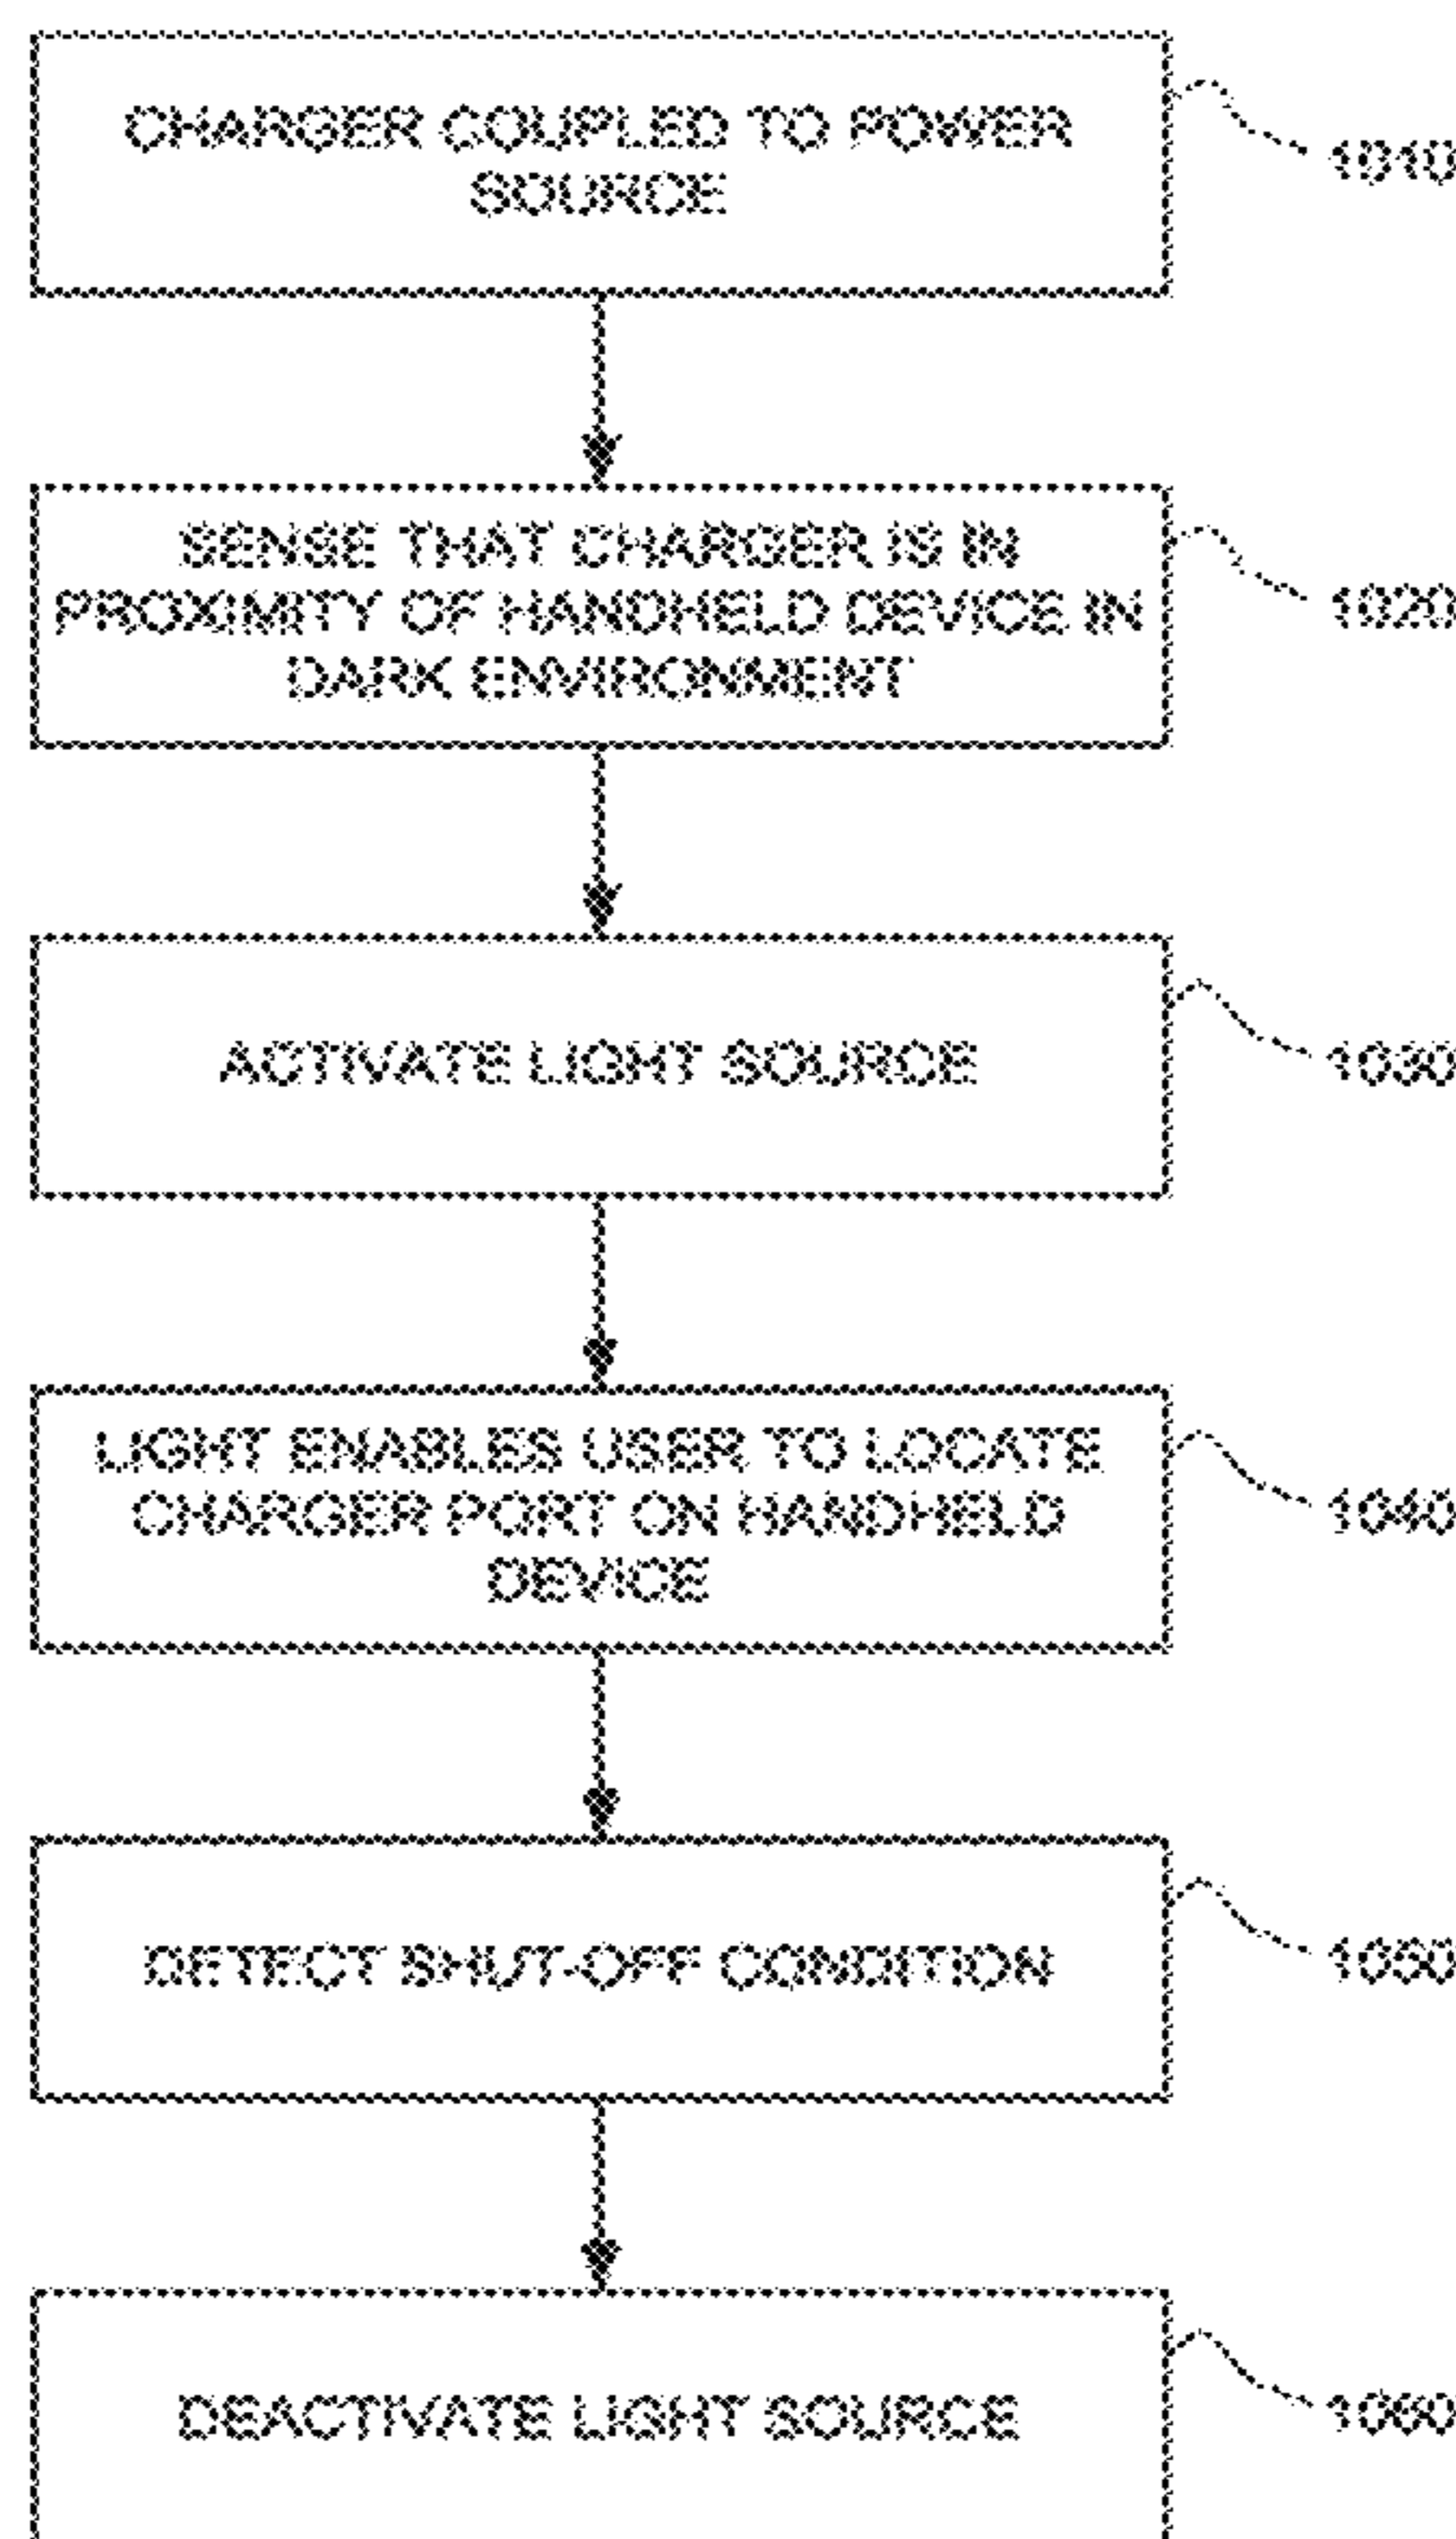 CHARGER COUPLED TO POWER
SOURCE
1010
SENSE THAT CHARGER IS IN
PROXIMITY OF HANDHELD DEVICE IN
DARK ENVIRONMENT
1020
ACTIVATE LIGHT SOURCE
1030
LIGHT ENABLES USER TO LOCATE
CHARGER PORT ON HANDHELD
DEVICE
1040
DETECT SHUT-OFF CONDITION
1050
DEACTIVATE LIGHT SOURCE
1060